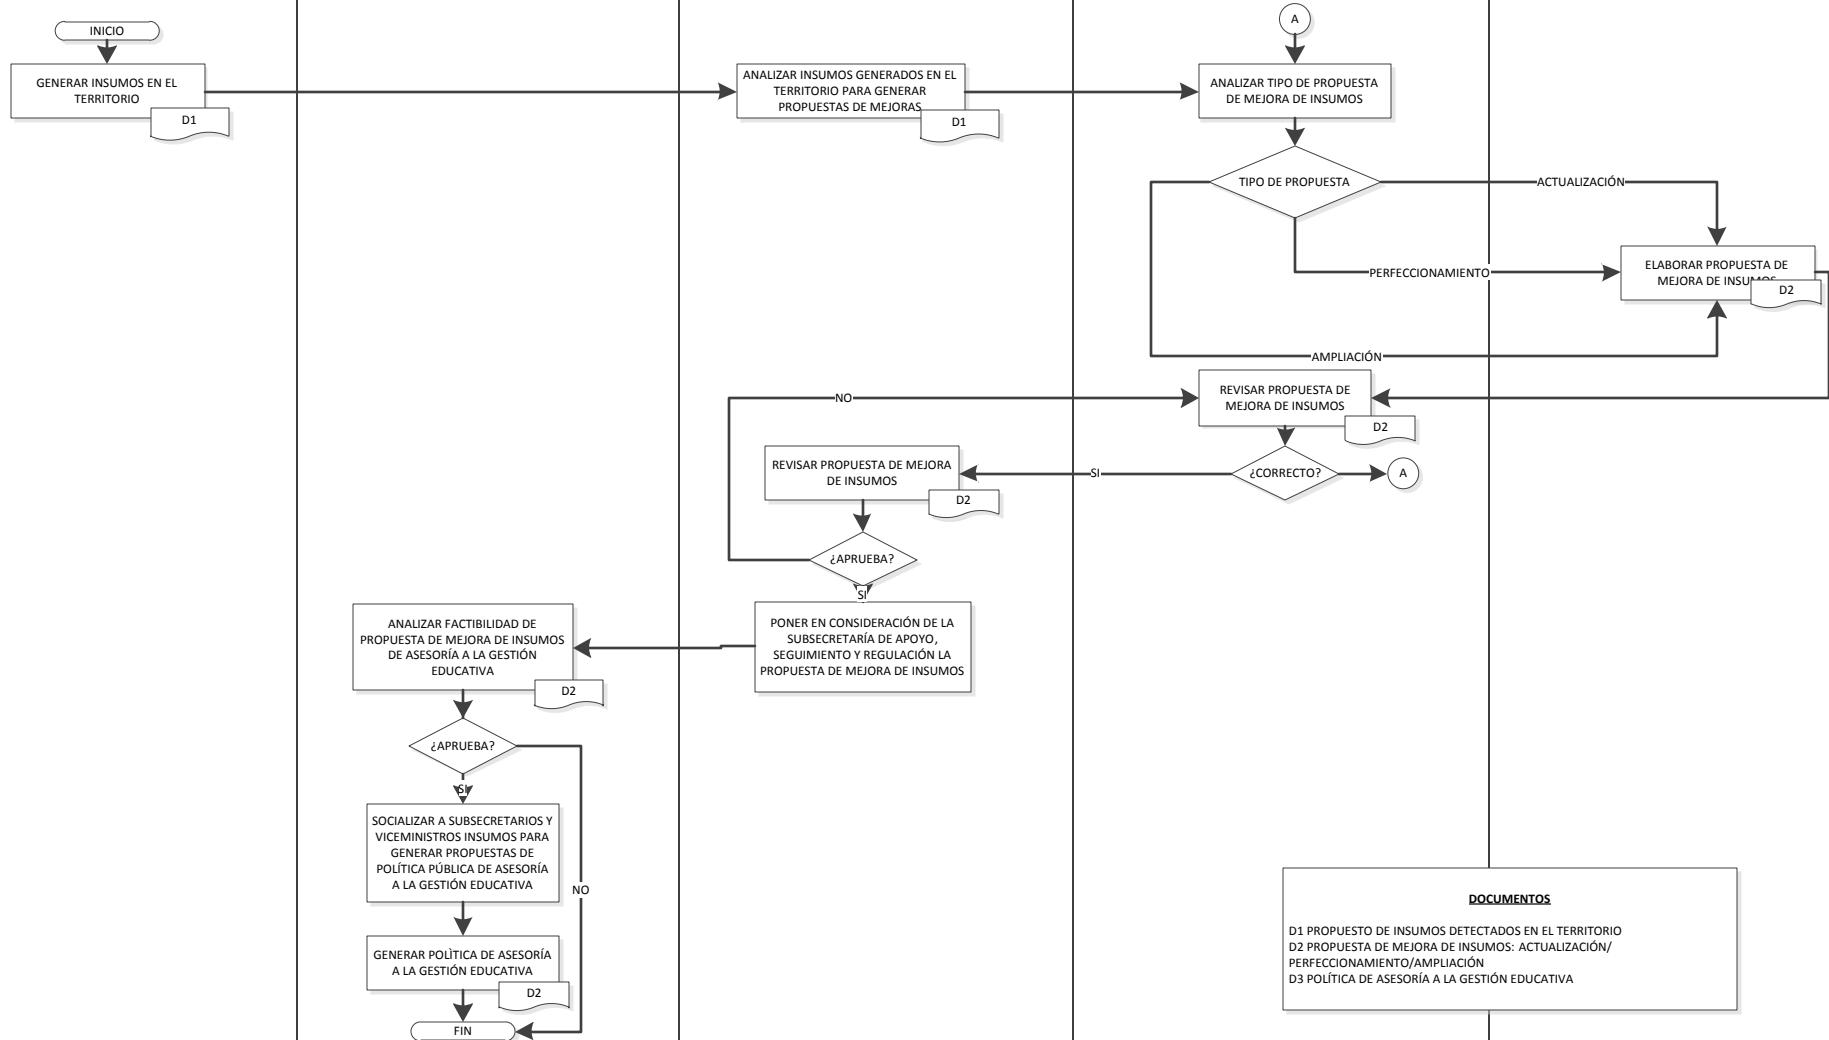 INICIO
GENERAR INSUMOS EN EL
TERRITORIO
D1
ANALIZAR INSUMOS GENERADOS EN EL
TERRITORIO PARA GENERAR
PROPUESTAS DE MEJORAS
D1
A
ANALIZAR TIPO DE PROPUESTA
DE MEJORA DE INSUMOS
TIPO DE PROPUESTA
ACTUALIZACIÓN
PERFECCIONAMIENTO
AMPLIACIÓN
ELABORAR PROPUESTA DE
MEJORA DE INSUMOS
D2
REVISAR PROPUESTA DE
MEJORA DE INSUMOS
D2
NO
¿CORRECTO?
A
SI
REVISAR PROPUESTA DE MEJORA
DE INSUMOS
D2
¿APRUEBA?
SI
PONER EN CONSIDERACIÓN DE LA
SUBSECRETARÍA DE APOYO,
SEGUIMIENTO Y REGULACIÓN LA
PROPUESTA DE MEJORA DE INSUMOS
ANALIZAR FACTIBILIDAD DE
PROPUESTA DE MEJORA DE INSUMOS
DE ASESORÍA A LA GESTIÓN
EDUCATIVA
D2
¿APRUEBA?
SI
SOCIALIZAR A SUBSECRETARIOS Y
VICEMINISTROS INSUMOS PARA
GENERAR PROPUESTAS DE
POLÍTICA PÚBLICA DE ASESORÍA
A LA GESTIÓN EDUCATIVA
NO
GENERAR POLÌTICA DE ASESORÍA
A LA GESTIÓN EDUCATIVA
D2
FIN
DOCUMENTOS
D1 PROPUESTO DE INSUMOS DETECTADOS EN EL TERRITORIO
D2 PROPUESTA DE MEJORA DE INSUMOS: ACTUALIZACIÓN/
PERFECCIONAMIENTO/AMPLIACIÓN
D3 POLÍTICA DE ASESORÍA A LA GESTIÓN EDUCATIVA